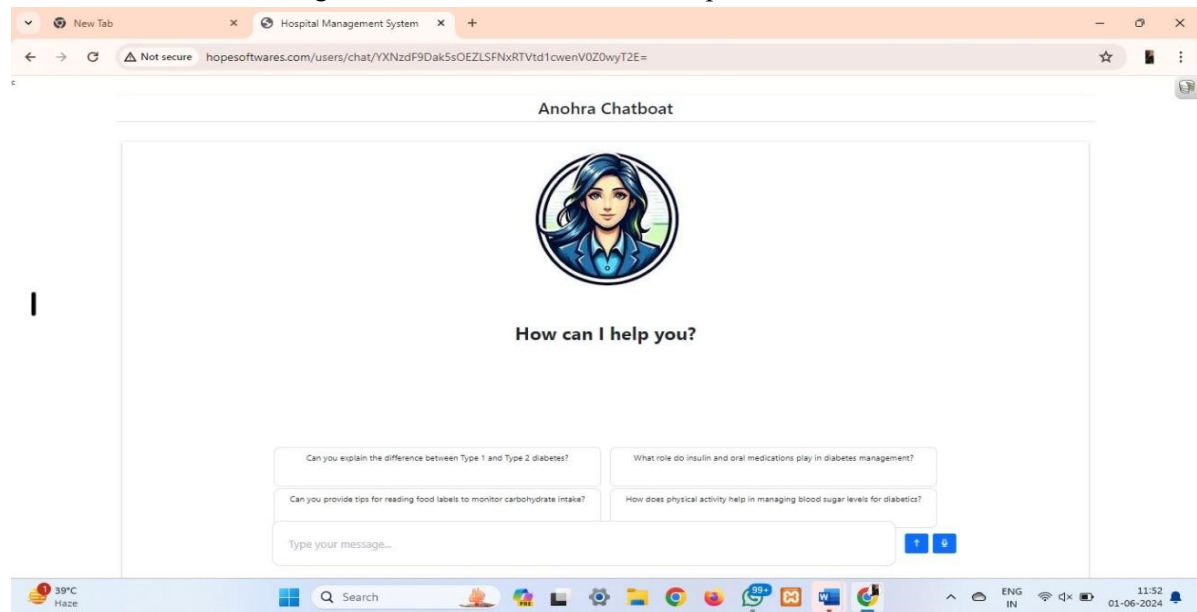 New Tab
Hospital Management System
Not secure hopesoftwares.com/users/chat/YXNzdF9Dak5sOEZLSFNxRTVtd1cwenV0Z0wyT2E=
Anohra Chatboat
How can I help you?
Can you explain the difference between Type 1 and Type 2 diabetes?
What role do insulin and oral medications play in diabetes management?
Can you provide tips for reading food labels to monitor carbohydrate intake?
How does physical activity help in managing blood sugar levels for diabetics?
Type your message...
1 39°C
Haze
Search
PRE
99+
ENG
IN
11:52
01-06-2024